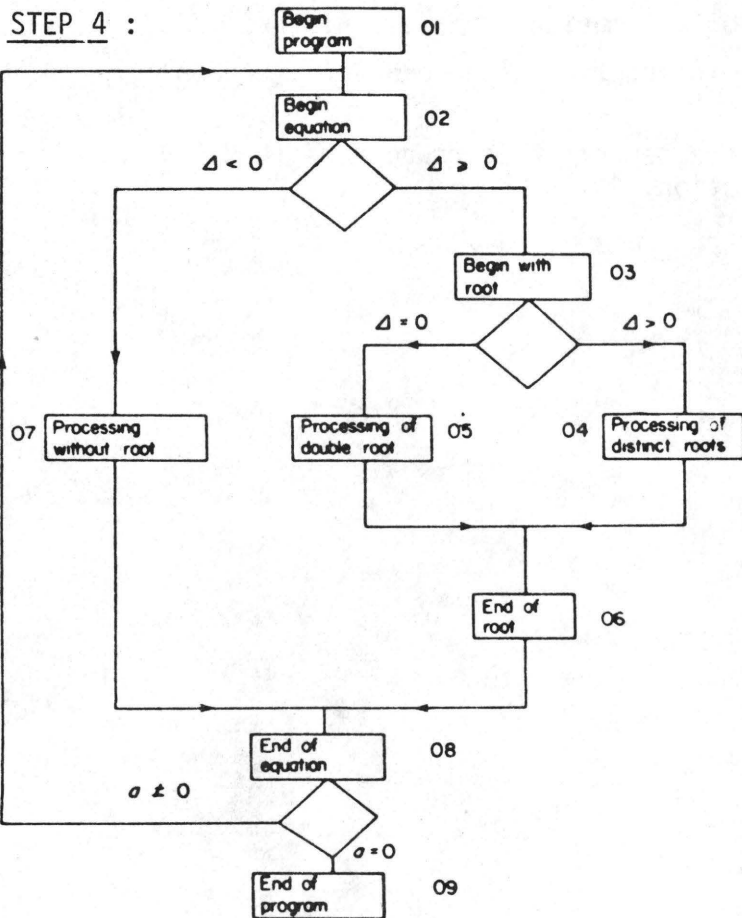 STEP 4 :
Begin
program
01
Begin
equation
02
Δ < 0
Δ ⩾ 0
Begin with
root
03
Δ = 0
Δ > 0
07
Processing
without root
Processing of
double root
05
04
Processing of
distinct roots
End of
root
06
End of
equation
08
a ≠ 0
a = 0
End of
program
09